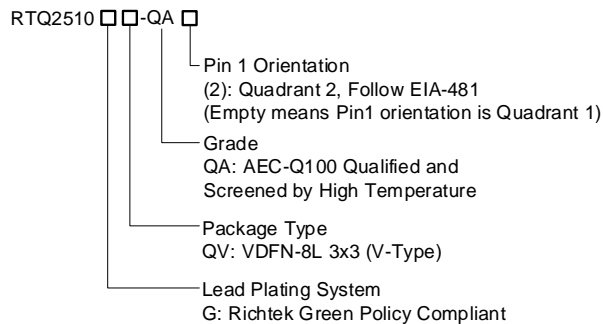 RTQ2510 □ □-QA □
Pin 1 Orientation
(2): Quadrant 2, Follow EIA-481
(Empty means Pin1 orientation is Quadrant 1)
Grade
QA: AEC-Q100 Qualified and
Screened by High Temperature
Package Type
QV: VDFN-8L 3x3 (V-Type)
Lead Plating System
G: Richtek Green Policy Compliant